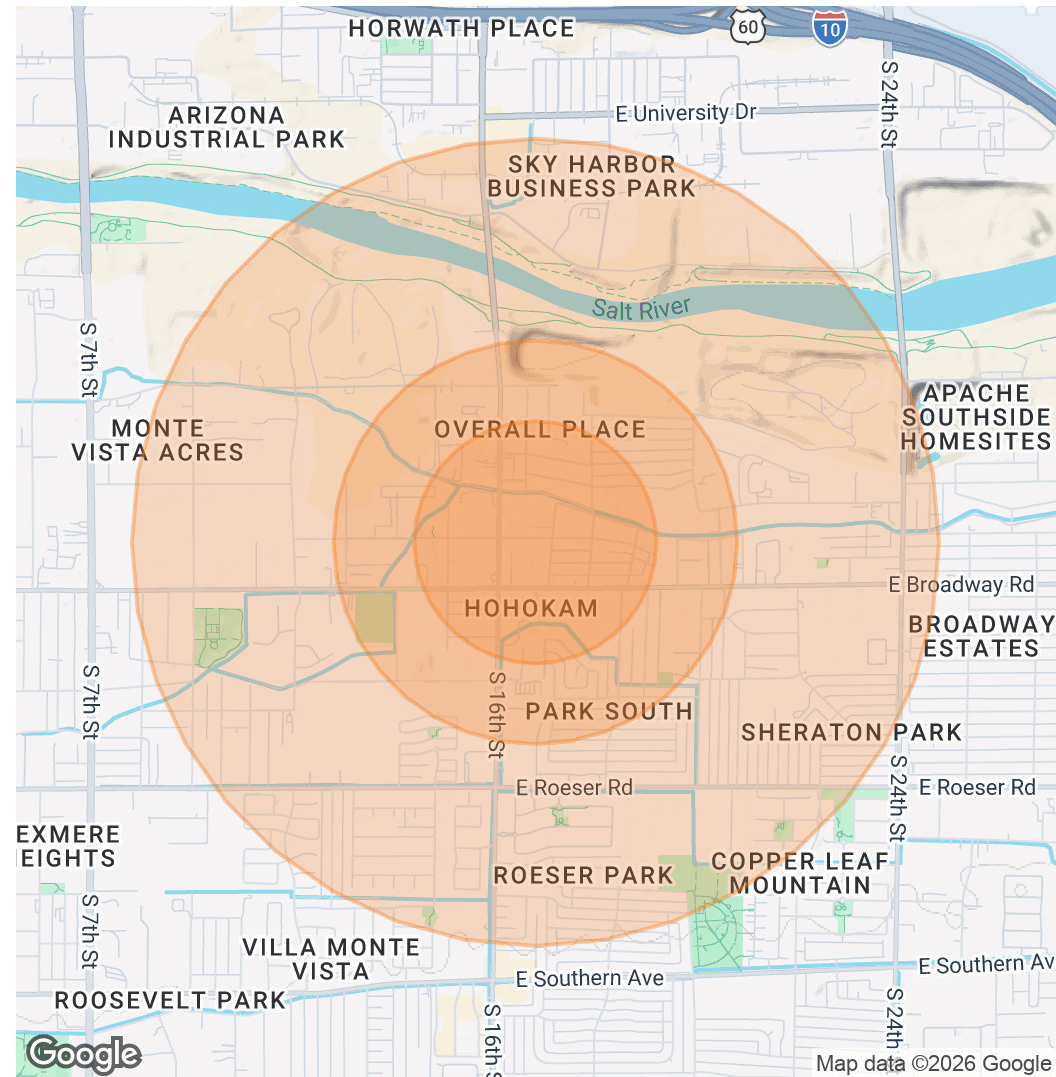 HORWATH PLACE
60
10
S 24th St
E University Dr
ARIZONA
INDUSTRIAL PARK
SKY HARBOR
BUSINESS PARK
Salt River
S 7th St
APACHE
SOUTHSIDE
HOMESITES
MONTE
VISTA ACRES
OVERALL PLACE
E Broadway Rd
HOHOKAM
BROADWAY
ESTATES
S 7th St
S 16th St
PARK SOUTH
SHERATON PARK
S 24th St
E Roeser Rd
E Roeser Rd
EXMERE
EIGHTS
ROESER PARK
COPPER LEAF
MOUNTAIN
S 7th St
VILLA MONTE
VISTA
E Southern Ave
E Southern Av
ROOSEVELT PARK
S 16th S
S 24th St
Google
Map data ©2026 Google